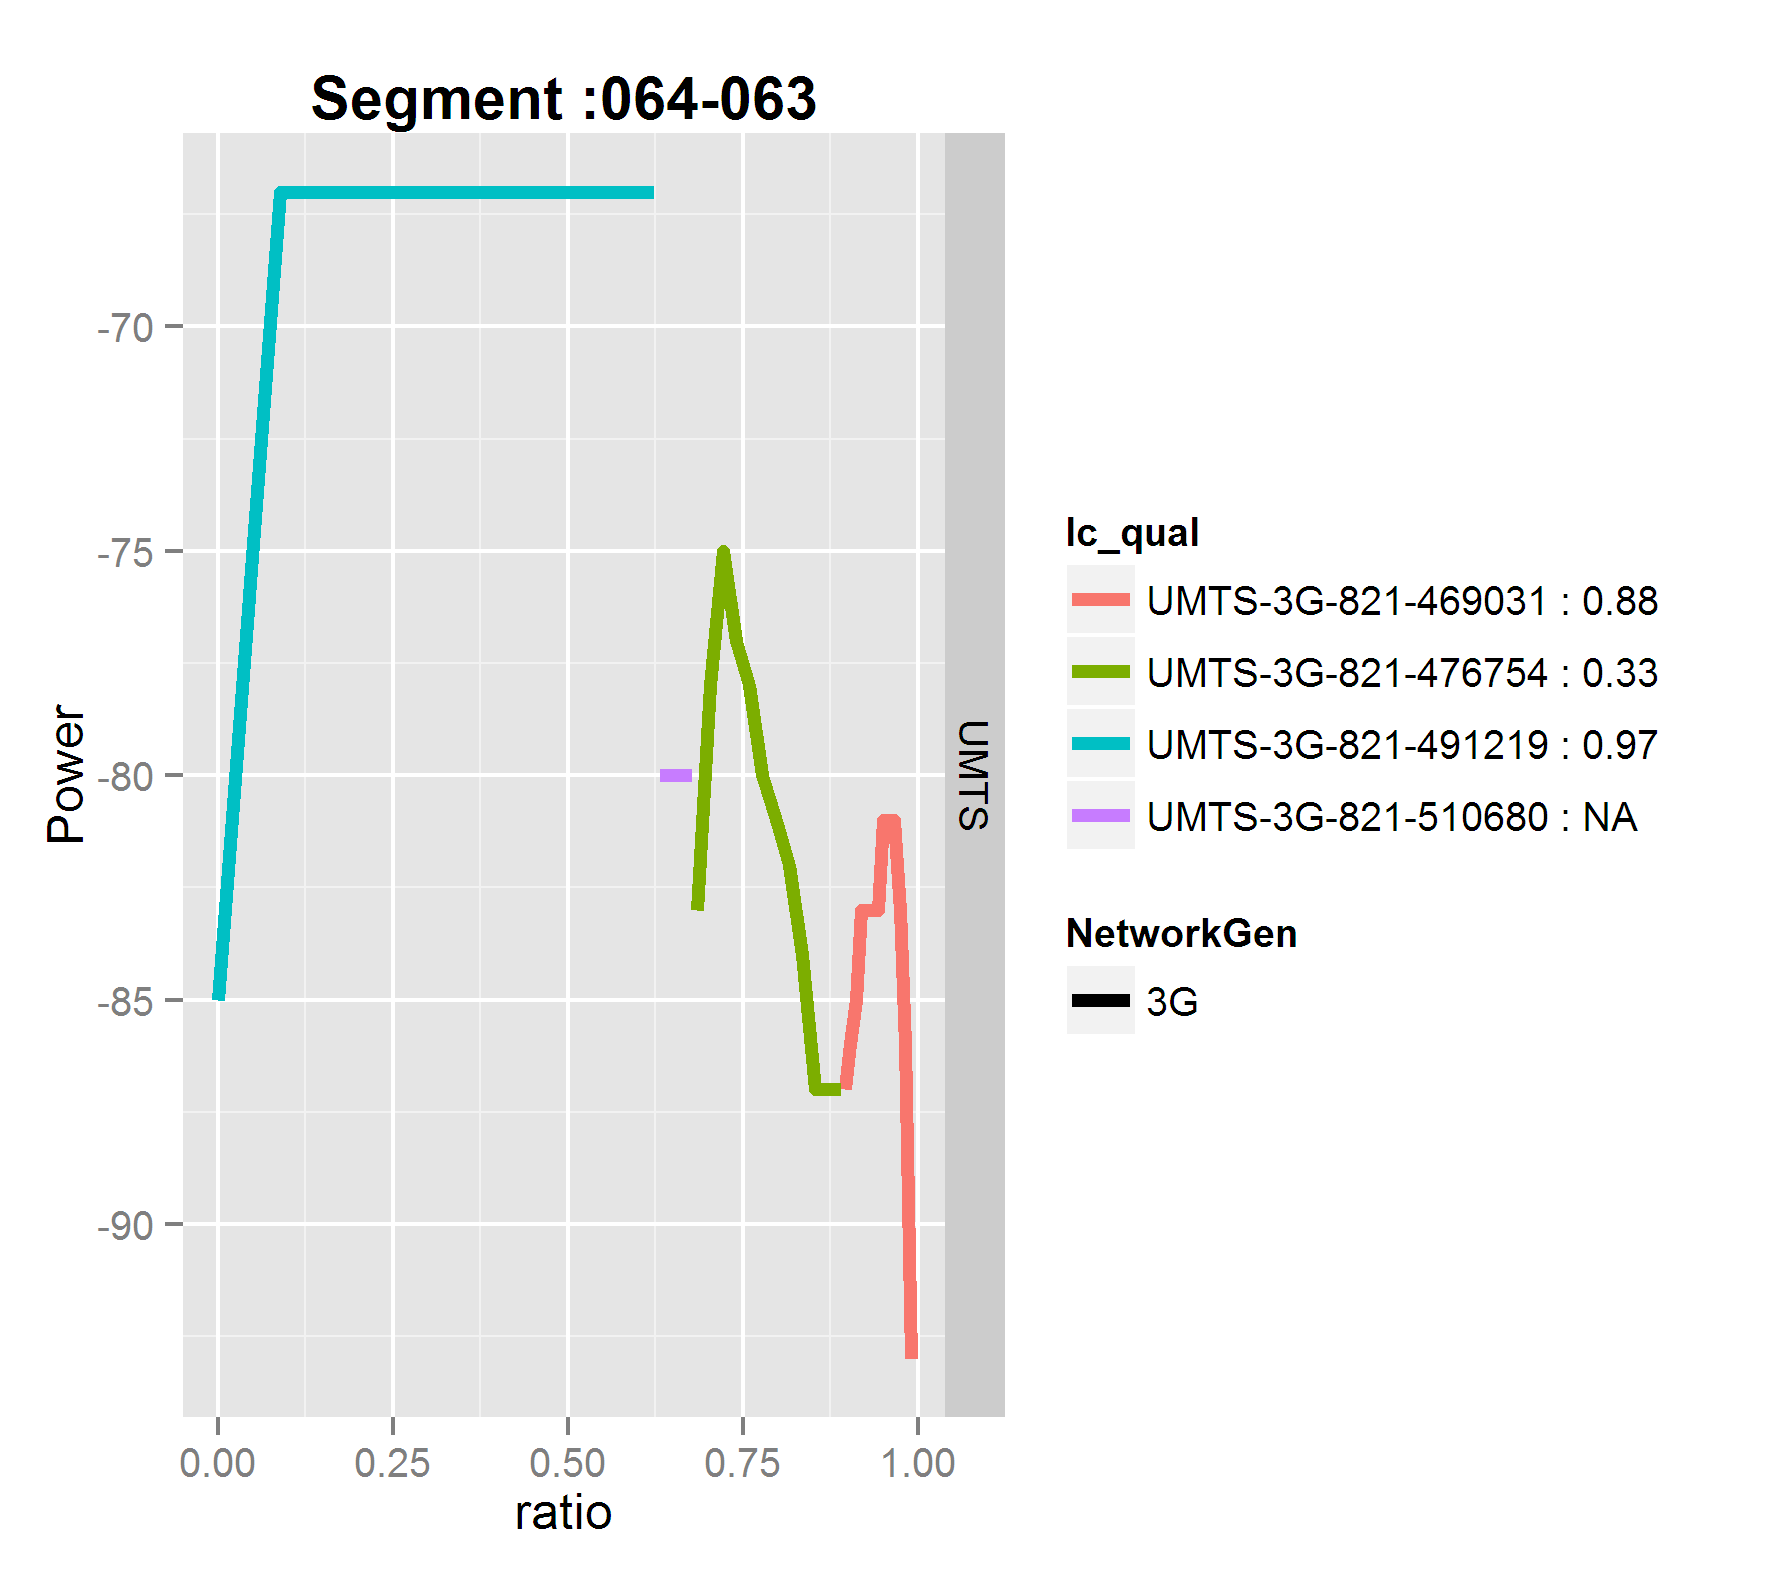 Segment :064-063
-70
-75
-80
-85
-90
Power
0.00 0.25 0.50 0.75 1.00
ratio
UMTS
lc_qual
UMTS-3G-821-469031 : 0.88
UMTS-3G-821-476754 : 0.33
UMTS-3G-821-491219 : 0.97
UMTS-3G-821-510680 : NA
NetworkGen
3G